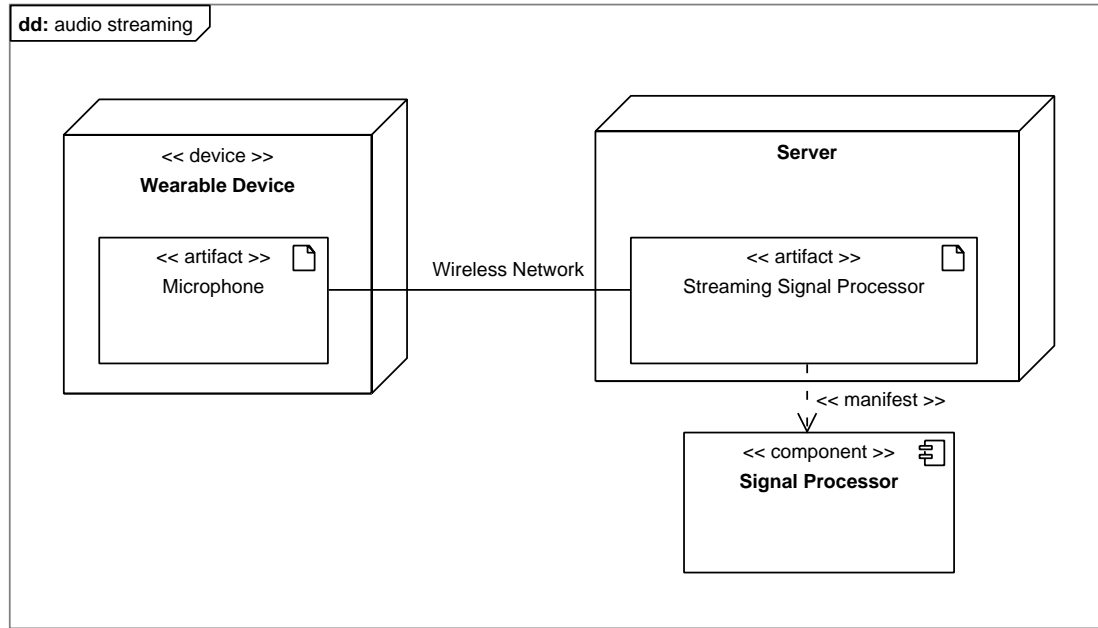 dd: audio streaming
<< device >>
Wearable Device
<< artifact >>
Microphone
Wireless Network
Server
<< artifact >>
Streaming Signal Processor
<< manifest >>
<< component >>
Signal Processor